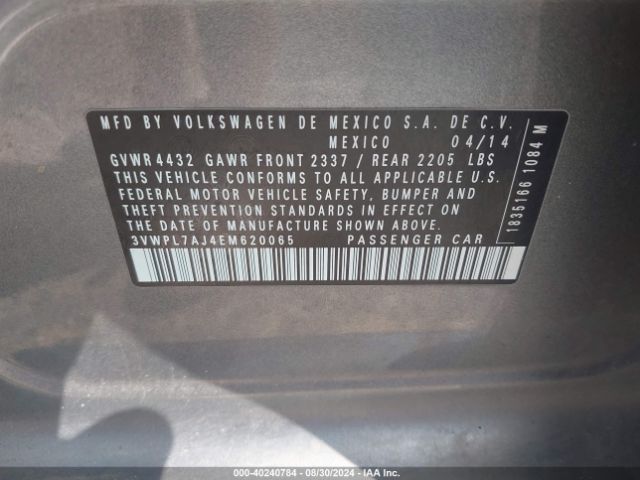 MFD BY VOLKSWAGEN DE MEXICO S.A. DE C.V.
MEXICO 04/14
GVWR 4432 GAWR FRONT 2337 / REAR 2205 LBS
THIS VEHICLE CONFORMS TO ALL APPLICABLE U.S.
FEDERAL MOTOR VEHICLE SAFETY, BUMPER AND
THEFT PREVENTION STANDARDS IN EFFECT ON
THE DATE OF MANUFACTURE SHOWN ABOVE.
3VWPL7AJ4EM620065 PASSENGER CAR
1835166 1084 M
000-40240784 - 08/30/2024 - IAA Inc.